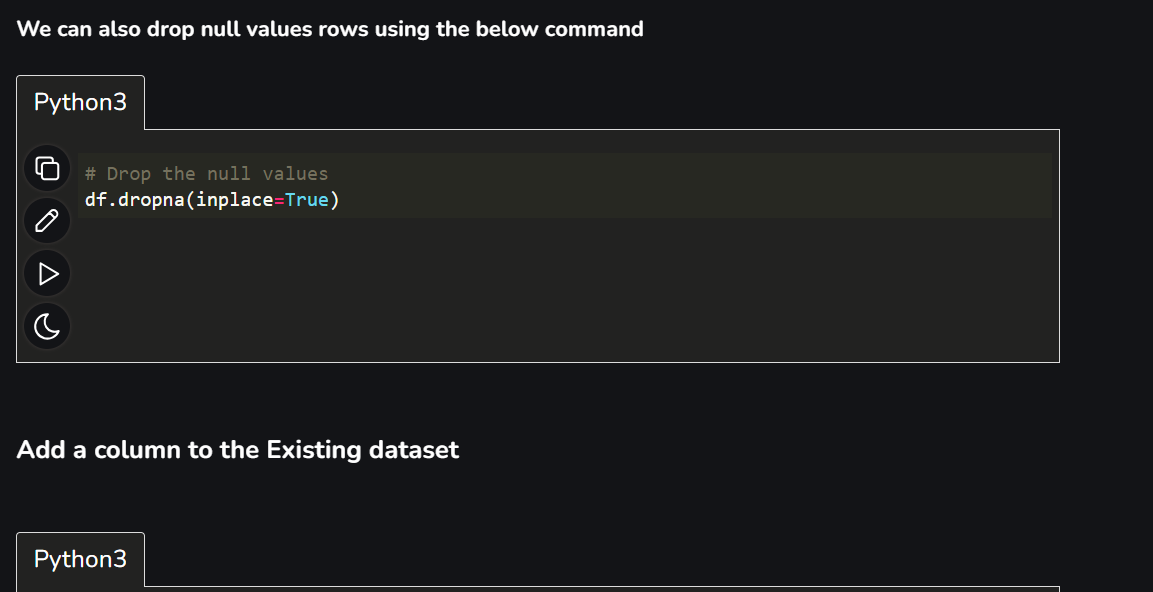 We can also drop null values rows using the below command
Python3
# Drop the null values
df.dropna(inplace=True)
Add a column to the Existing dataset
Python3